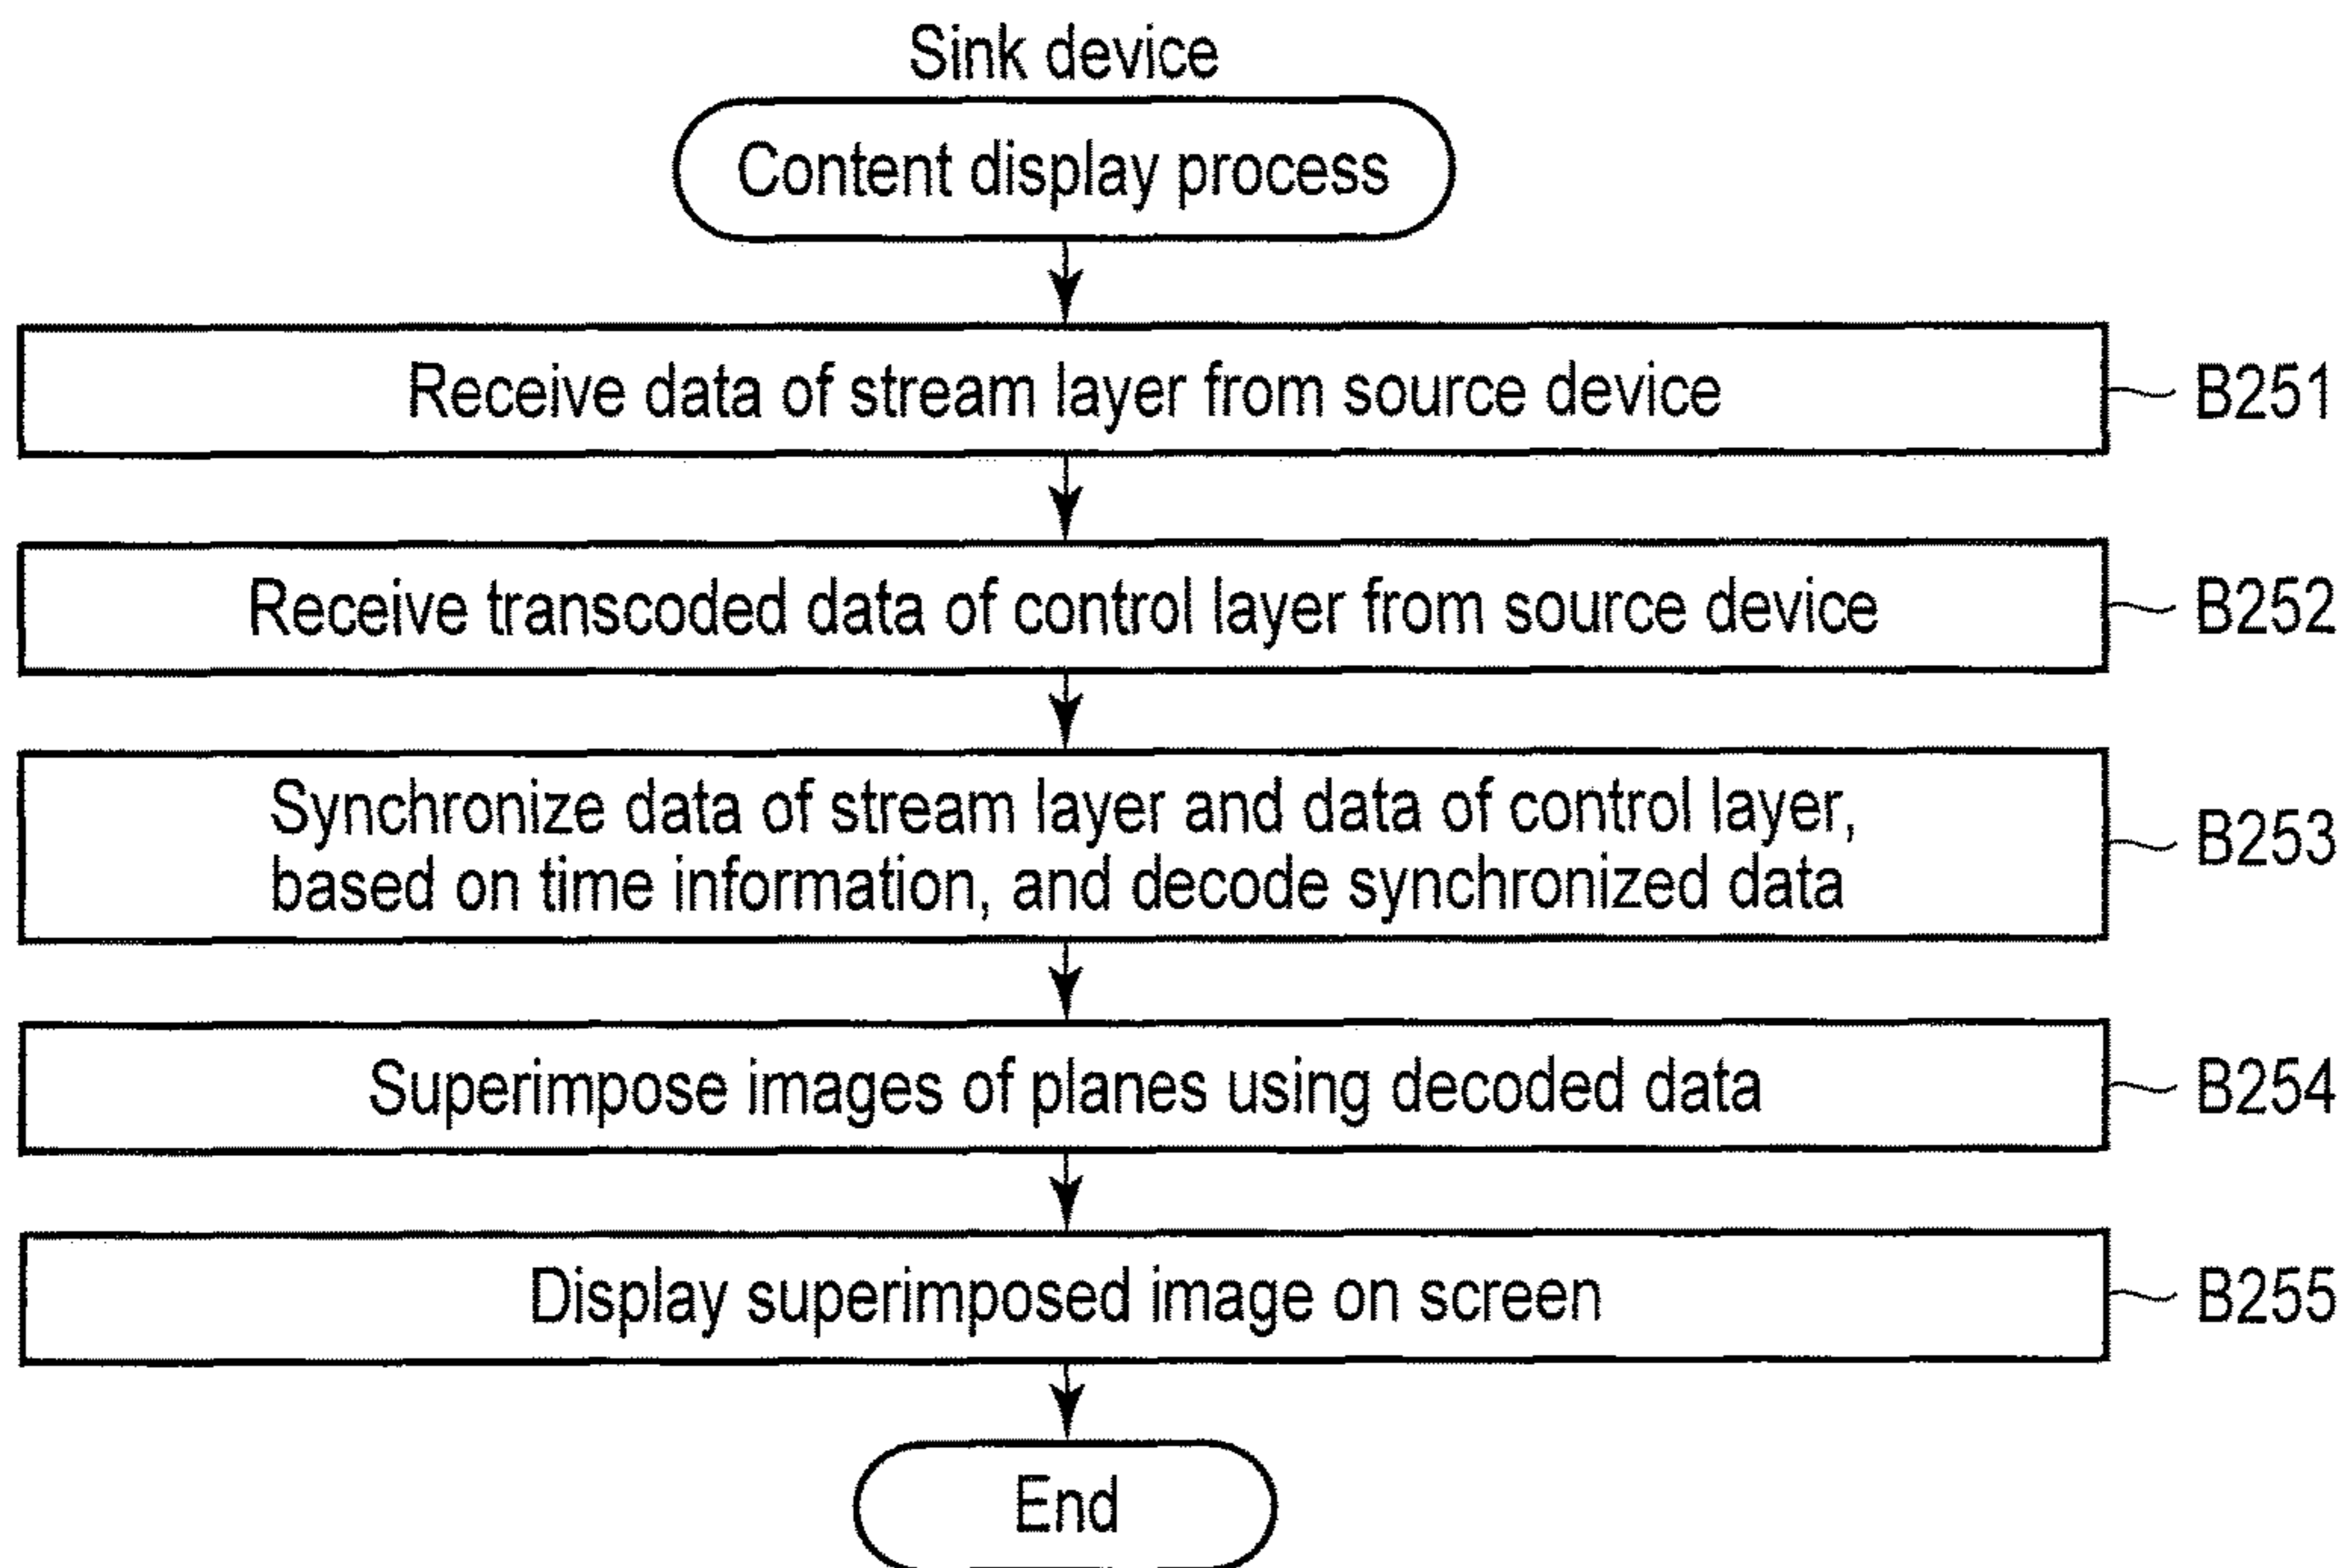 Sink device
Content display process
Receive data of stream layer from source device
B251
Receive transcoded data of control layer from source device
B252
Synchronize data of stream layer and data of control layer,
based on time information, and decode synchronized data
B253
Superimpose images of planes using decoded data
B254
Display superimposed image on screen
B255
End